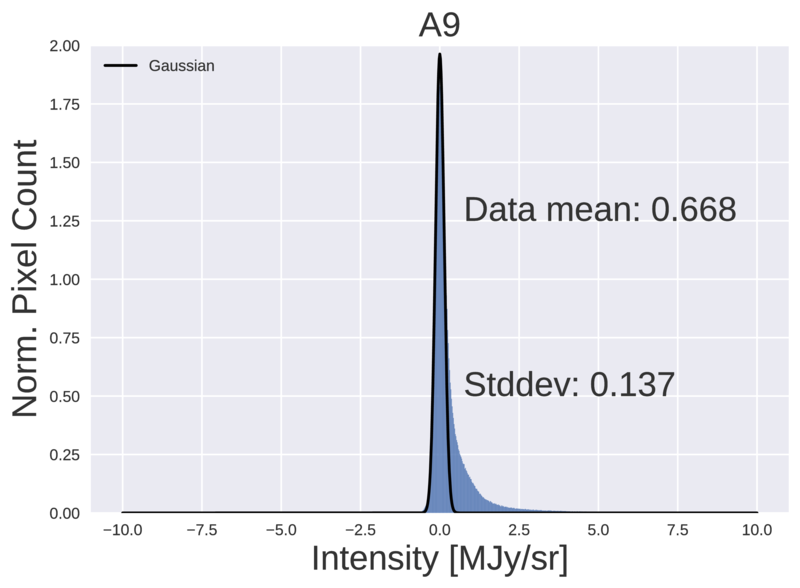 A9
Norm. Pixel Count
2.00
1.75
1.50
1.25
1.00
0.75
0.50
0.25
0.00
Gaussian
Data mean: 0.668
Stddev: 0.137
−10.0 −7.5 −5.0 −2.5 0.0 2.5 5.0 7.5 10.0
Intensity [MJy/sr]